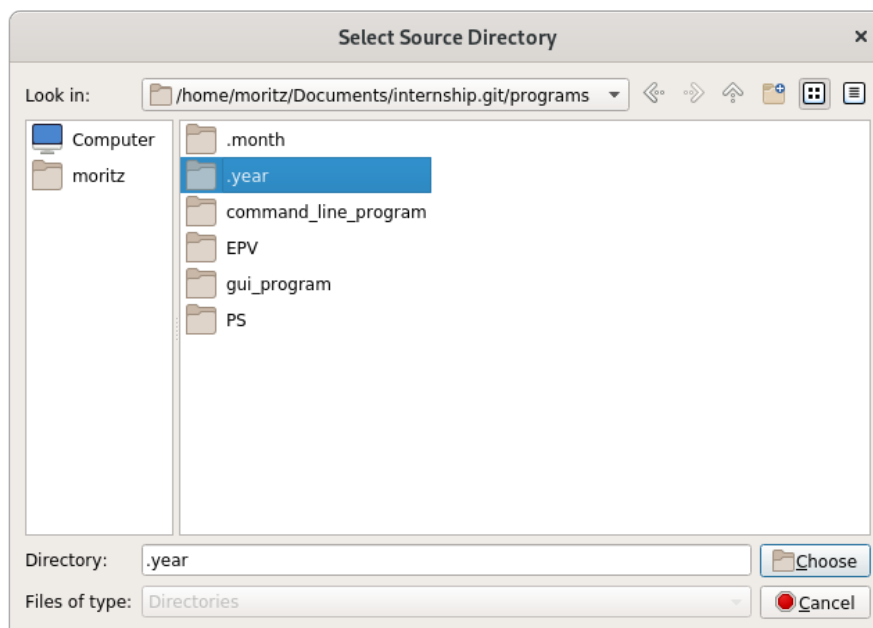 Select Source Directory
Look in: /home/moritz/Documents/internship.git/programs
Computer
moritz
.month
.year
command_line_program
EPV
gui_program
PS
Directory: .year
Choose
Files of type: Directories
Cancel